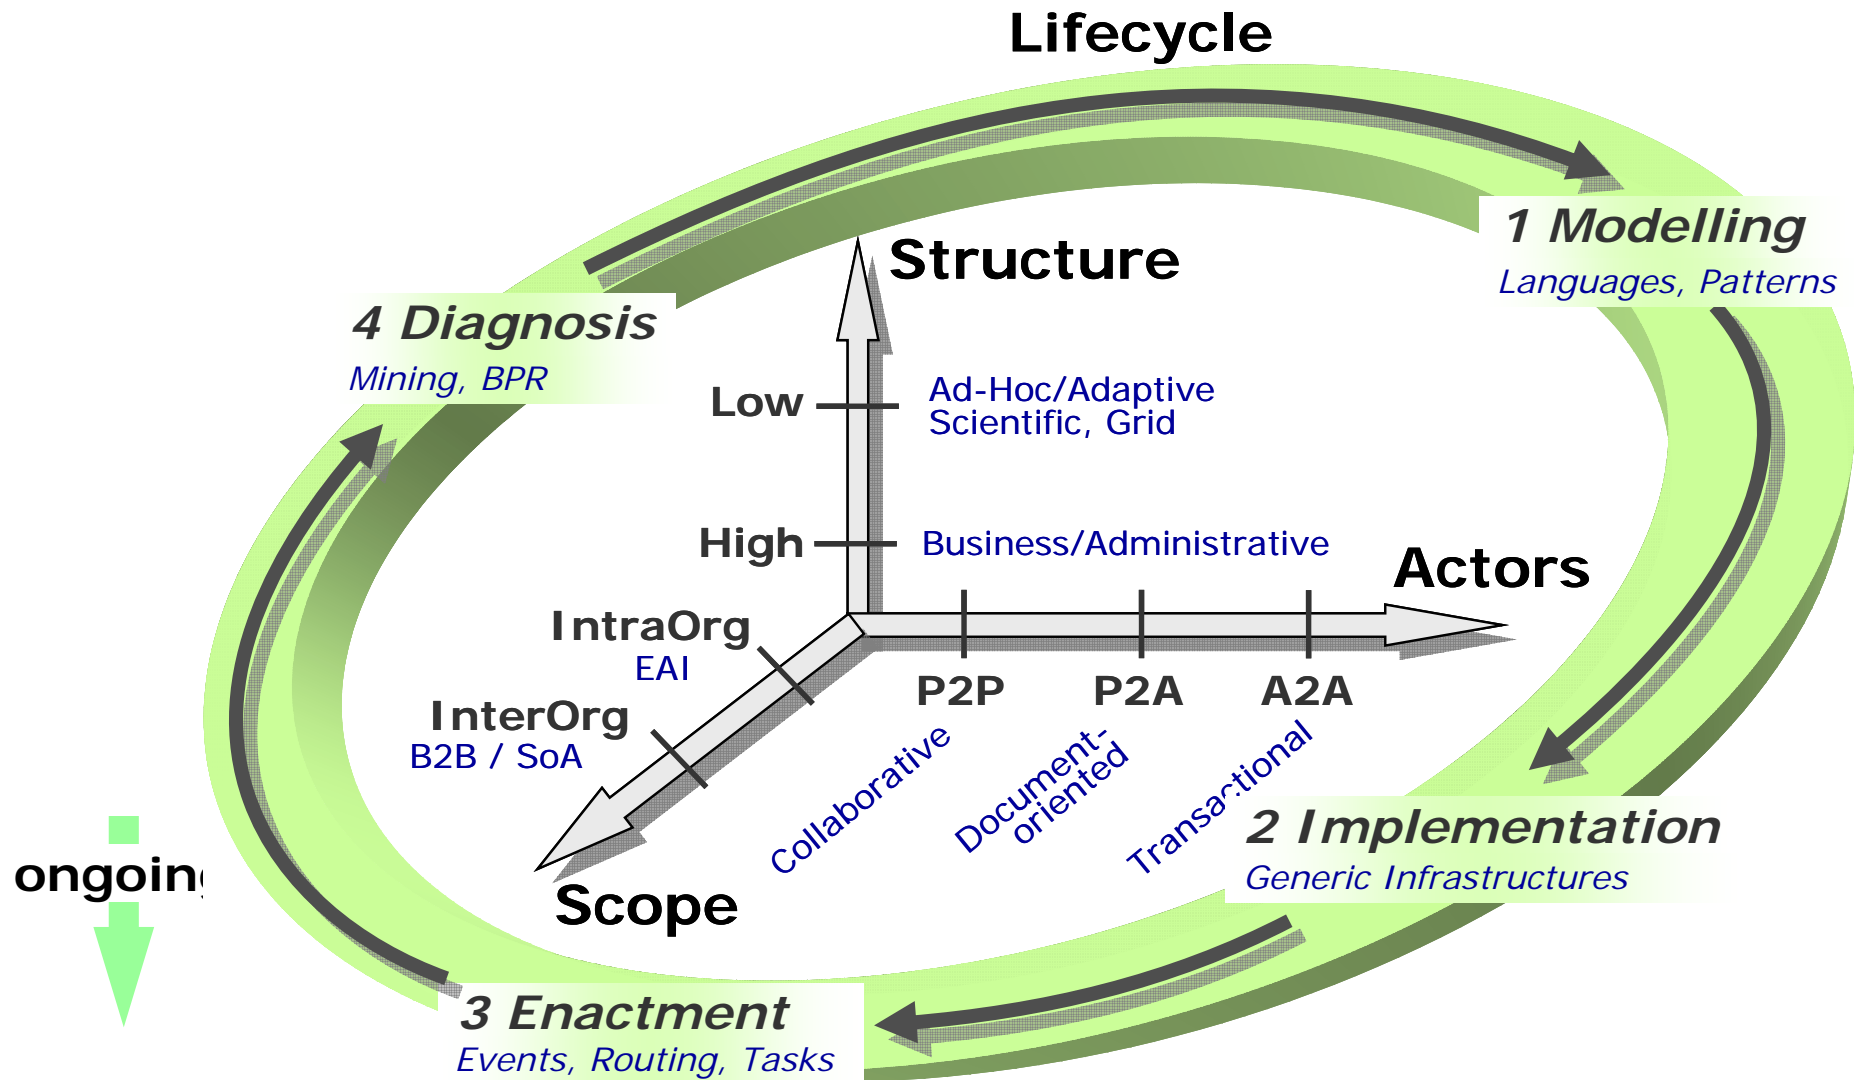 Lifecycle
1 Modelling
Languages, Patterns
Structure
4 Diagnosis
Mining, BPR
Low
Ad-Hoc/Adaptive
Scientific, Grid
High
Business/Administrative
Actors
IntraOrg
EAI
P2P
P2A
A2A
InterOrg
B2B / SoA
Collaborative
Document-
oriented
Transactional
2 Implementation
Generic Infrastructures
ongoing
Scope
3 Enactment
Events, Routing, Tasks